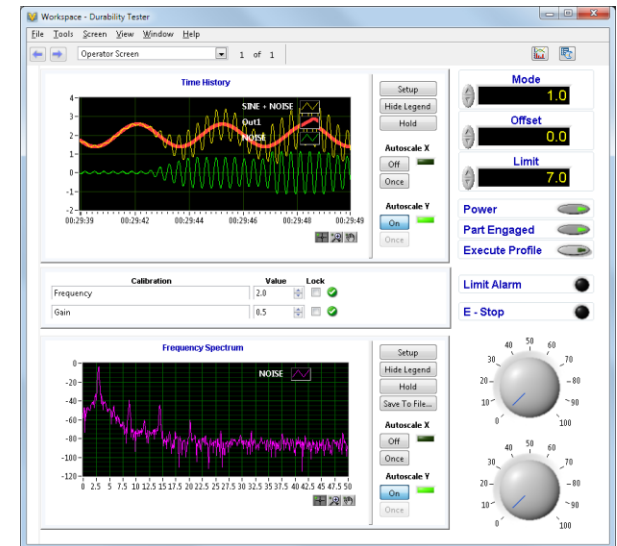 Workspace - Durability Tester
File Tools Screen View Window Help
Operator Screen 1 of 1
Time History
4-
3-
2-
1-
0-
-1-
-2-
00:29:39 00:29:42 00:29:44 00:29:46 00:29:48 00:29:49
SINE + NOISE
Out1
NOISE
Setup
Hide Legend
Hold
Autoscale X
Off
Once
Autoscale Y
On
Once
Mode
1.0
Offset
0.0
Limit
7.0
Power
Part Engaged
Execute Profile
Calibration Value Lock
Frequency 2.0
Gain 0.5
Limit Alarm
E - Stop
Frequency Spectrum
0-
-20-
-40-
-60-
-80-
-100-
-120-
0 2.5 5 7.5 10 12.5 15 17.5 20 22.5 25 27.5 30 32.5 35 37.5 40 42.5 45 47.5 50
NOISE
Setup
Hide Legend
Hold
Save To File...
Autoscale X
Off
Once
Autoscale Y
On
Once
0 10 20 30 40 50 60 70 80 90 100
0 10 20 30 40 50 60 70 80 90 100